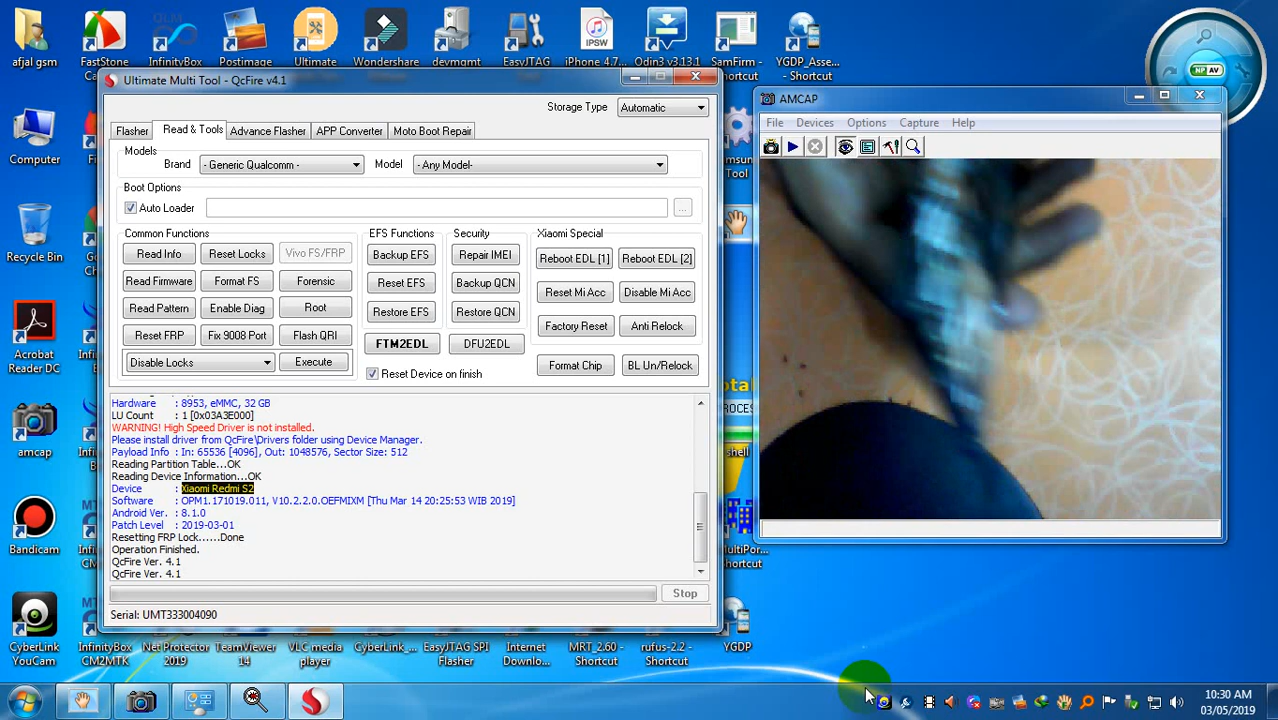 afjal gsm
FastStone
Ca
InfinityBox
Postimage
Ultimate
Wondershare
devmgmt
EasyJTAG
IPSW
iPhone 4.7...
Odin3 v3.13.1
Shortcut
SamFirm -
Shortcut
YGDP_Asse...
- Shortcut
NP AV
Ultimate Multi Tool - QcFire v4.1
Storage Type
Automatic
Flasher
Read & Tools
Advance Flasher
APP Converter
Moto Boot Repair
Models
Brand
- Generic Qualcomm -
Model
- Any Model-
Boot Options
Auto Loader
...
Common Functions
Read Info
Reset Locks
Vivo FS/FRP
Read Firmware
Format FS
Forensic
Read Pattern
Enable Diag
Root
Reset FRP
Fix 9008 Port
Flash QRI
Disable Locks
Execute
EFS Functions
Backup EFS
Reset EFS
Restore EFS
FTM2EDL
Security
Repair IMEI
Backup QCN
Restore QCN
DFU2EDL
Reset Device on finish
Xiaomi Special
Reboot EDL [1]
Reboot EDL [2]
Reset Mi Acc
Disable Mi Acc
Factory Reset
Anti Relock
Format Chip
BL Un/Relock
Hardware : 8953, eMMC, 32 GB
LU Count : 1 [0x03A3E000]
WARNING! High Speed Driver is not installed.
Please install driver from QcFire\Drivers folder using Device Manager.
Payload Info : In: 65536 [4096], Out: 1048576, Sector Size: 512
Reading Partition Table...OK
Reading Device Information...OK
Device : Xiaomi Redmi S2
Software : OPM1.171019.011, V10.2.2.0.OEFMIXM [Thu Mar 14 20:25:53 WIB 2019]
Android Ver. : 8.1.0
Patch Level : 2019-03-01
Resetting FRP Lock......Done
Operation Finished.
QcFire Ver. 4.1
QcFire Ver. 4.1
Stop
Serial: UMT333004090
AMCAP
File
Devices
Options
Capture
Help
Computer
Recycle Bin
Acrobat
Reader DC
amcap
Bandicam
CyberLink
YouCam
InfinityBox
CM2MTK
Net Protector
2019
TeamViewer
14
VLC media
player
CyberLink_...
EasyJTAG SPI
Flasher
Internet
Downlo...
MRT_2.60 -
Shortcut
rufus-2.2 -
Shortcut
YGDP
Tool
shell
MultiPor...
Shortcut
10:30 AM
03/05/2019